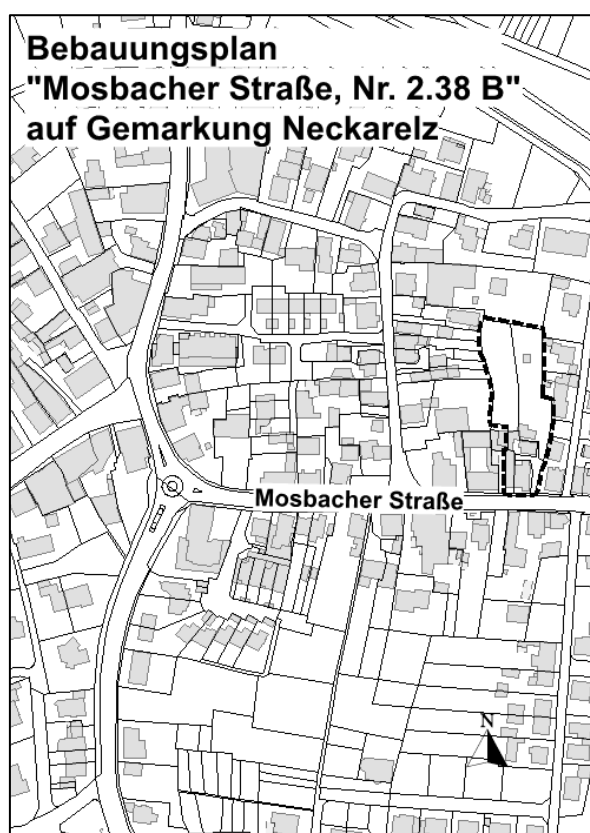 Bebauungsplan
"Mosbacher Straße, Nr. 2.38 B"
auf Gemarkung Neckarelz
Mosbacher Straße
N